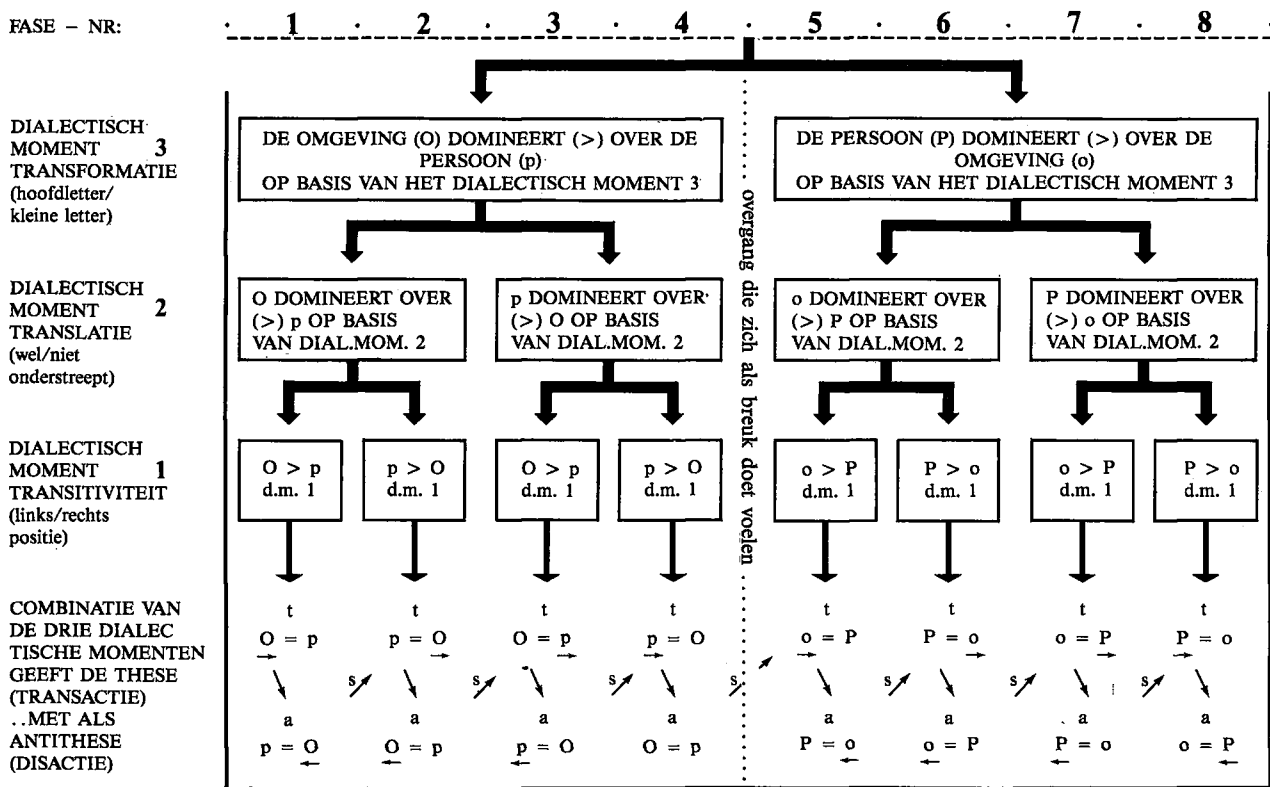 FASE – NR: · 1 · 2 · 3 · 4 · 5 · 6 · 7 · 8
DIALECTISCH
MOMENT 3
TRANSFORMATIE
(hoofdletter/
kleine letter)
DE OMGEVING (O) DOMINEERT (>) OVER DE
PERSOON (p)
OP BASIS VAN HET DIALECTISCH MOMENT 3
DE PERSOON (P) DOMINEERT (>) OVER DE
OMGEVING (o)
OP BASIS VAN HET DIALECTISCH MOMENT 3
overgang die zich als breuk doet voelen
DIALECTISCH
MOMENT 2
TRANSLATIE
(wel/niet
onderstreept)
O DOMINEERT OVER
(>) p OP BASIS
VAN DIAL.MOM. 2
p DOMINEERT OVER
(>) O OP BASIS
VAN DIAL.MOM. 2
o DOMINEERT OVER
(>) P OP BASIS
VAN DIAL.MOM. 2
P DOMINEERT OVER
(>) o OP BASIS
VAN DIAL.MOM. 2
DIALECTISCH
MOMENT 1
TRANSITIVITEIT
(links/rechts
positie)
O > p
d.m. 1
p > O
d.m. 1
O > p
d.m. 1
p > O
d.m. 1
o > P
d.m. 1
P > o
d.m. 1
o > P
d.m. 1
P > o
d.m. 1
COMBINATIE VAN
DE DRIE DIALEC
TISCHE MOMENTEN
GEEFT DE THESE
(TRANSACTIE)
..MET ALS
ANTITHESE
(DISACTIE)
t t t t t t t t
O = p p = O O = p p = O o = P P = o o = P P = o
s s s s s s s
a a a a a a a a
p = O O = p p = O O = p P = o o = P P = o o = P